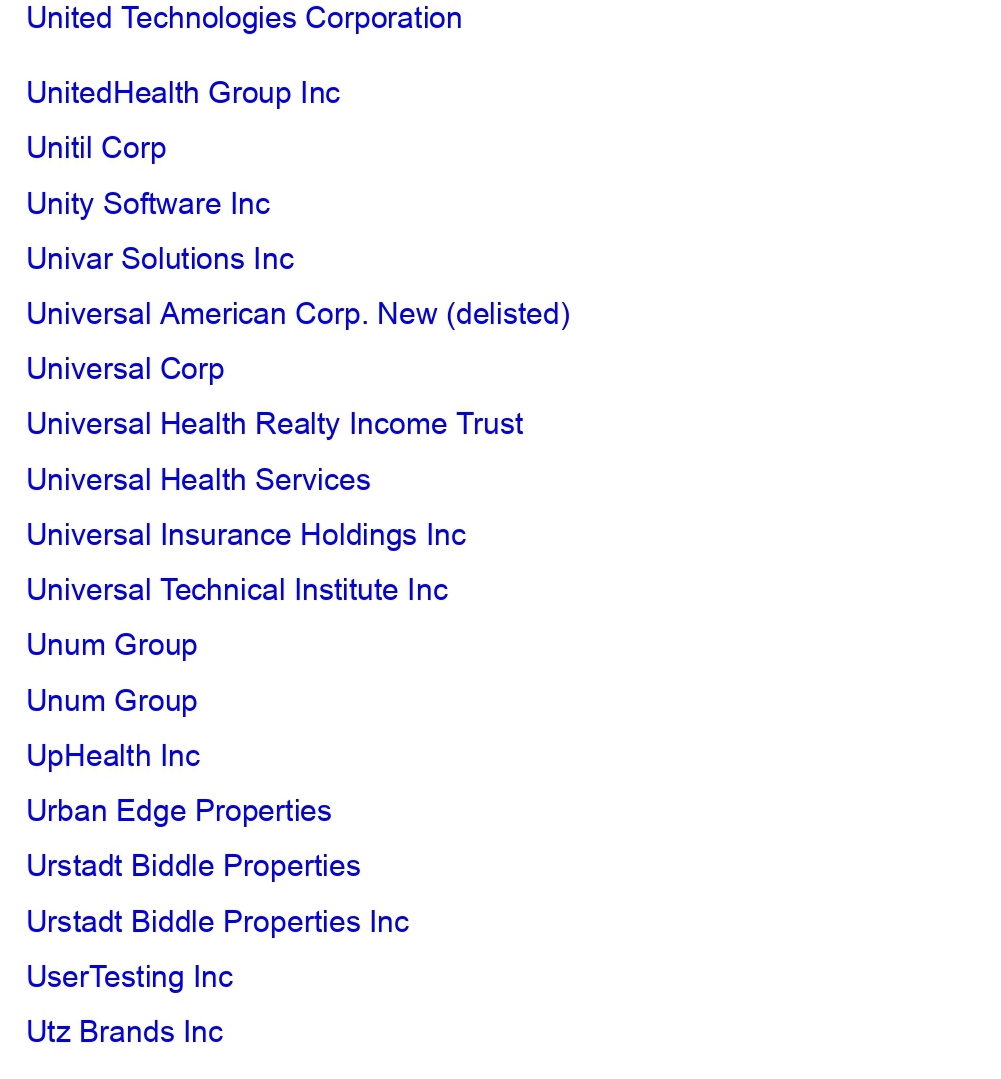 United Technologies Corporation
UnitedHealth Group Inc
Unitil Corp
Unity Software Inc
Univar Solutions Inc
Universal American Corp. New (delisted)
Universal Corp
Universal Health Realty Income Trust
Universal Health Services
Universal Insurance Holdings Inc
Universal Technical Institute Inc
Unum Group
Unum Group
UpHealth Inc
Urban Edge Properties
Urstadt Biddle Properties
Urstadt Biddle Properties Inc
UserTesting Inc
Utz Brands Inc